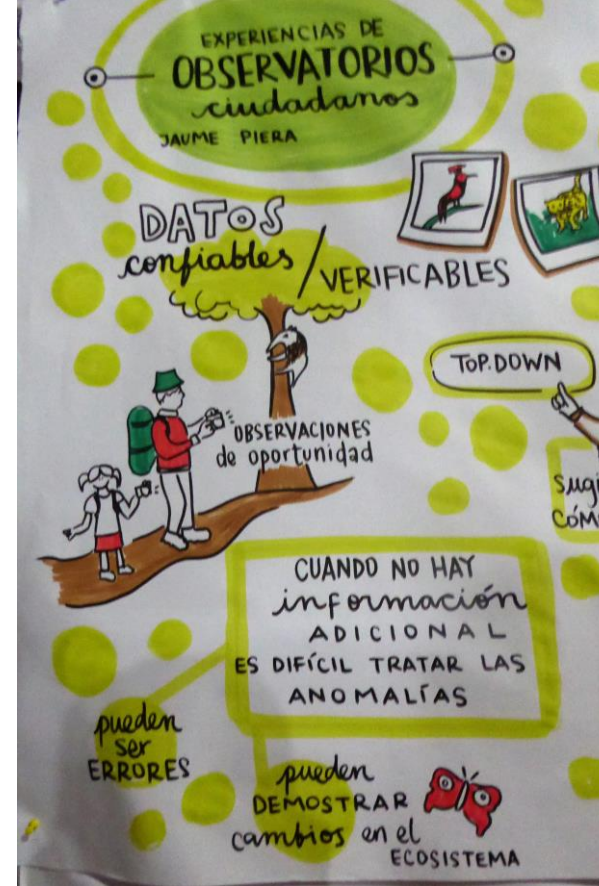 EXPERIENCIAS DE
OBSERVATORIOS
ciudadanos
JAUME PIERA
DATOS
confiables / VERIFICABLES
TOP.DOWN
OBSERVACIONES
de oportunidad
CUANDO NO HAY
información
ADICIONAL
ES DIFÍCIL TRATAR LAS
ANOMALÍAS
pueden
ser
ERRORES
pueden
DEMOSTRAR
cambios en el
ECOSISTEMA